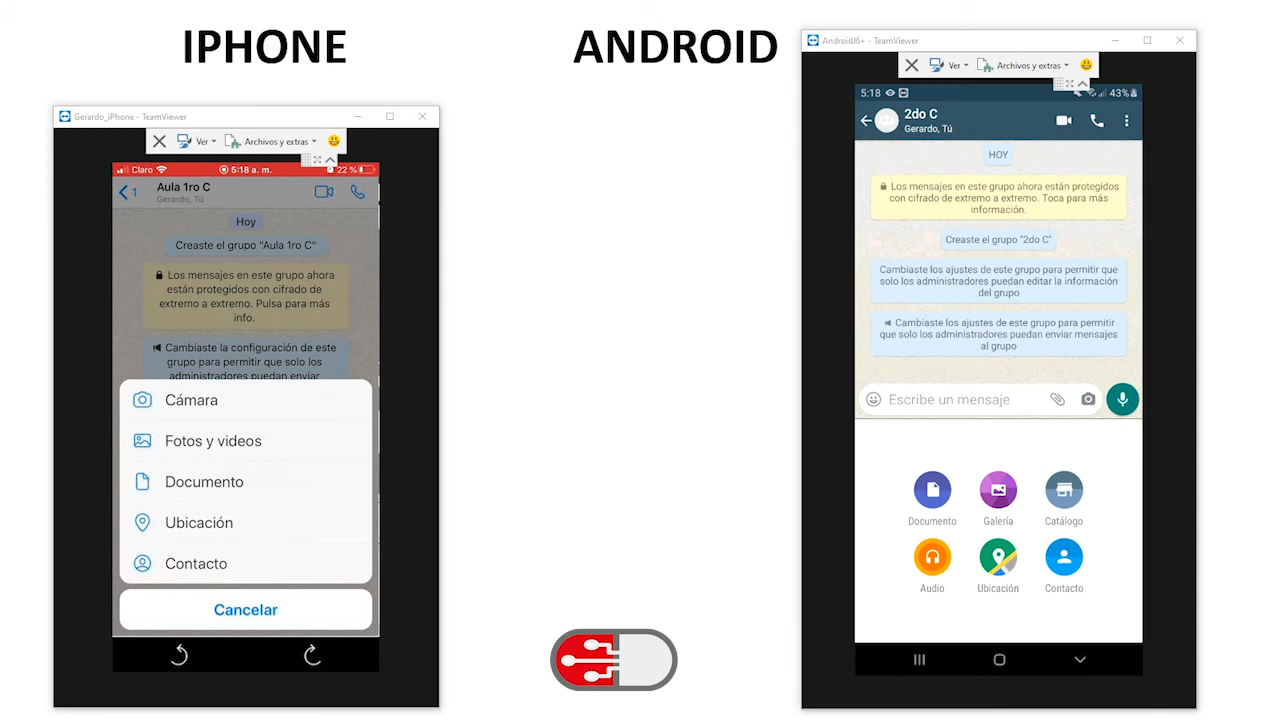 IPHONE
ANDROID
Gerardo_iPhone - TeamViewer
Ver
Archivos y extras
Claro
5:18 a. m.
22 %
1
Aula 1ro C
Gerardo, Tú
Hoy
Creaste el grupo "Aula 1ro C"
Los mensajes en este grupo ahora
están protegidos con cifrado de
extremo a extremo. Pulsa para más
info.
Cambiaste la configuración de este
grupo para permitir que solo los
administradores puedan enviar
Cámara
Fotos y videos
Documento
Ubicación
Contacto
Cancelar
AndroidJ6+ - TeamViewer
Ver
Archivos y extras
5:18
43%
2do C
Gerardo, Tú
HOY
Los mensajes en este grupo ahora están protegidos
con cifrado de extremo a extremo. Toca para más
información.
Creaste el grupo "2do C"
Cambiaste los ajustes de este grupo para permitir que
solo los administradores puedan editar la información
del grupo
Cambiaste los ajustes de este grupo para permitir
que solo los administradores puedan enviar mensajes
al grupo
Escribe un mensaje
Documento
Galería
Catálogo
Audio
Ubicación
Contacto